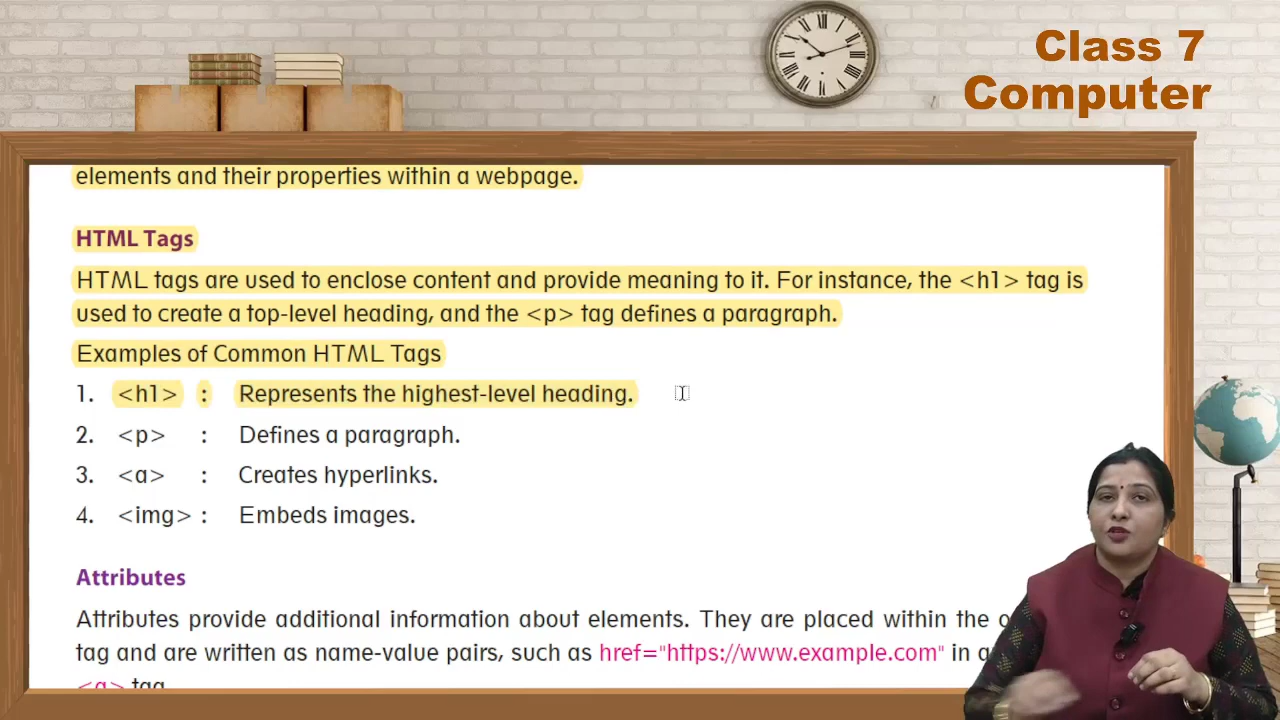 Class 7
Computer
elements and their properties within a webpage.
HTML Tags
HTML tags are used to enclose content and provide meaning to it. For instance, the <h1> tag is
used to create a top-level heading, and the <p> tag defines a paragraph.
Examples of Common HTML Tags
1. <h1> : Represents the highest-level heading.
2. <p> : Defines a paragraph.
3. <a> : Creates hyperlinks.
4. <img> : Embeds images.
Attributes
Attributes provide additional information about elements. They are placed within the
tag and are written as name-value pairs, such as href="https://www.example.com" in
<a> tag